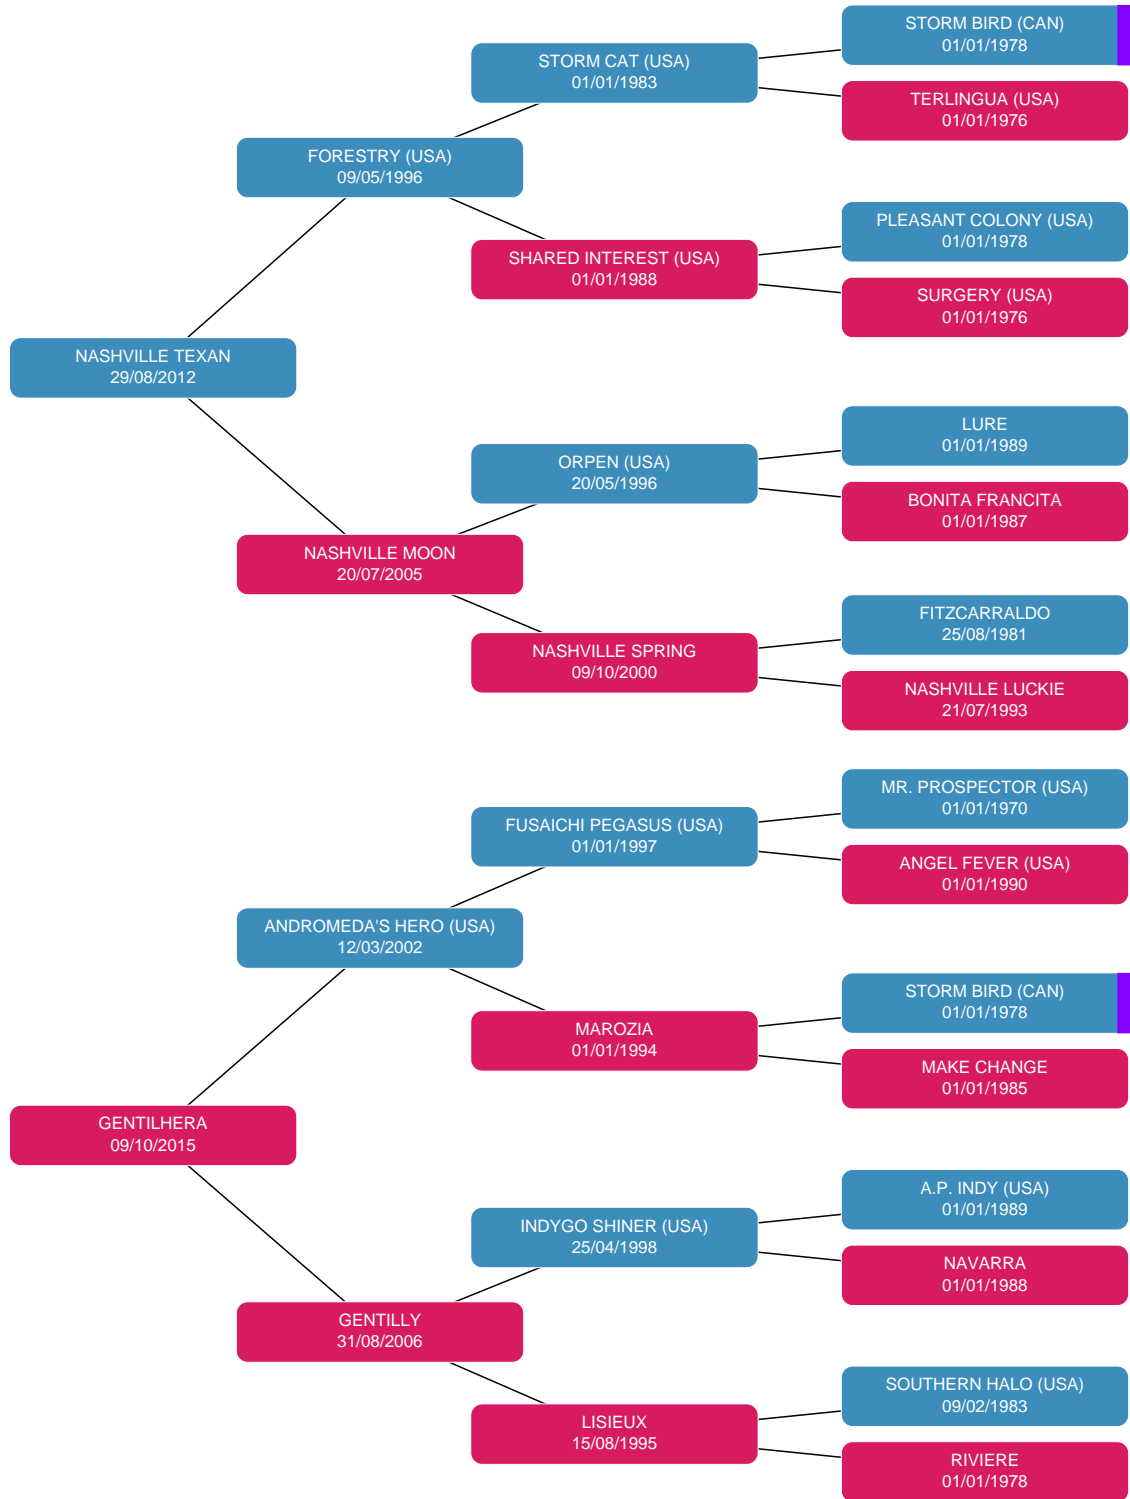 STORM BIRD (CAN)
01/01/1978
STORM CAT (USA)
01/01/1983
TERLINGUA (USA)
01/01/1976
FORESTRY (USA)
09/05/1996
PLEASANT COLONY (USA)
01/01/1978
SHARED INTEREST (USA)
01/01/1988
SURGERY (USA)
01/01/1976
NASHVILLE TEXAN
29/08/2012
LURE
01/01/1989
ORPEN (USA)
20/05/1996
BONITA FRANCITA
01/01/1987
NASHVILLE MOON
20/07/2005
FITZCARRALDO
25/08/1981
NASHVILLE SPRING
09/10/2000
NASHVILLE LUCKIE
21/07/1993
MR. PROSPECTOR (USA)
01/01/1970
FUSAICHI PEGASUS (USA)
01/01/1997
ANGEL FEVER (USA)
01/01/1990
ANDROMEDA'S HERO (USA)
12/03/2002
STORM BIRD (CAN)
01/01/1978
MAROZIA
01/01/1994
MAKE CHANGE
01/01/1985
GENTILHERA
09/10/2015
A.P. INDY (USA)
01/01/1989
INDYGO SHINER (USA)
25/04/1998
NAVARRA
01/01/1988
GENTILLY
31/08/2006
SOUTHERN HALO (USA)
09/02/1983
LISIEUX
15/08/1995
RIVIERE
01/01/1978